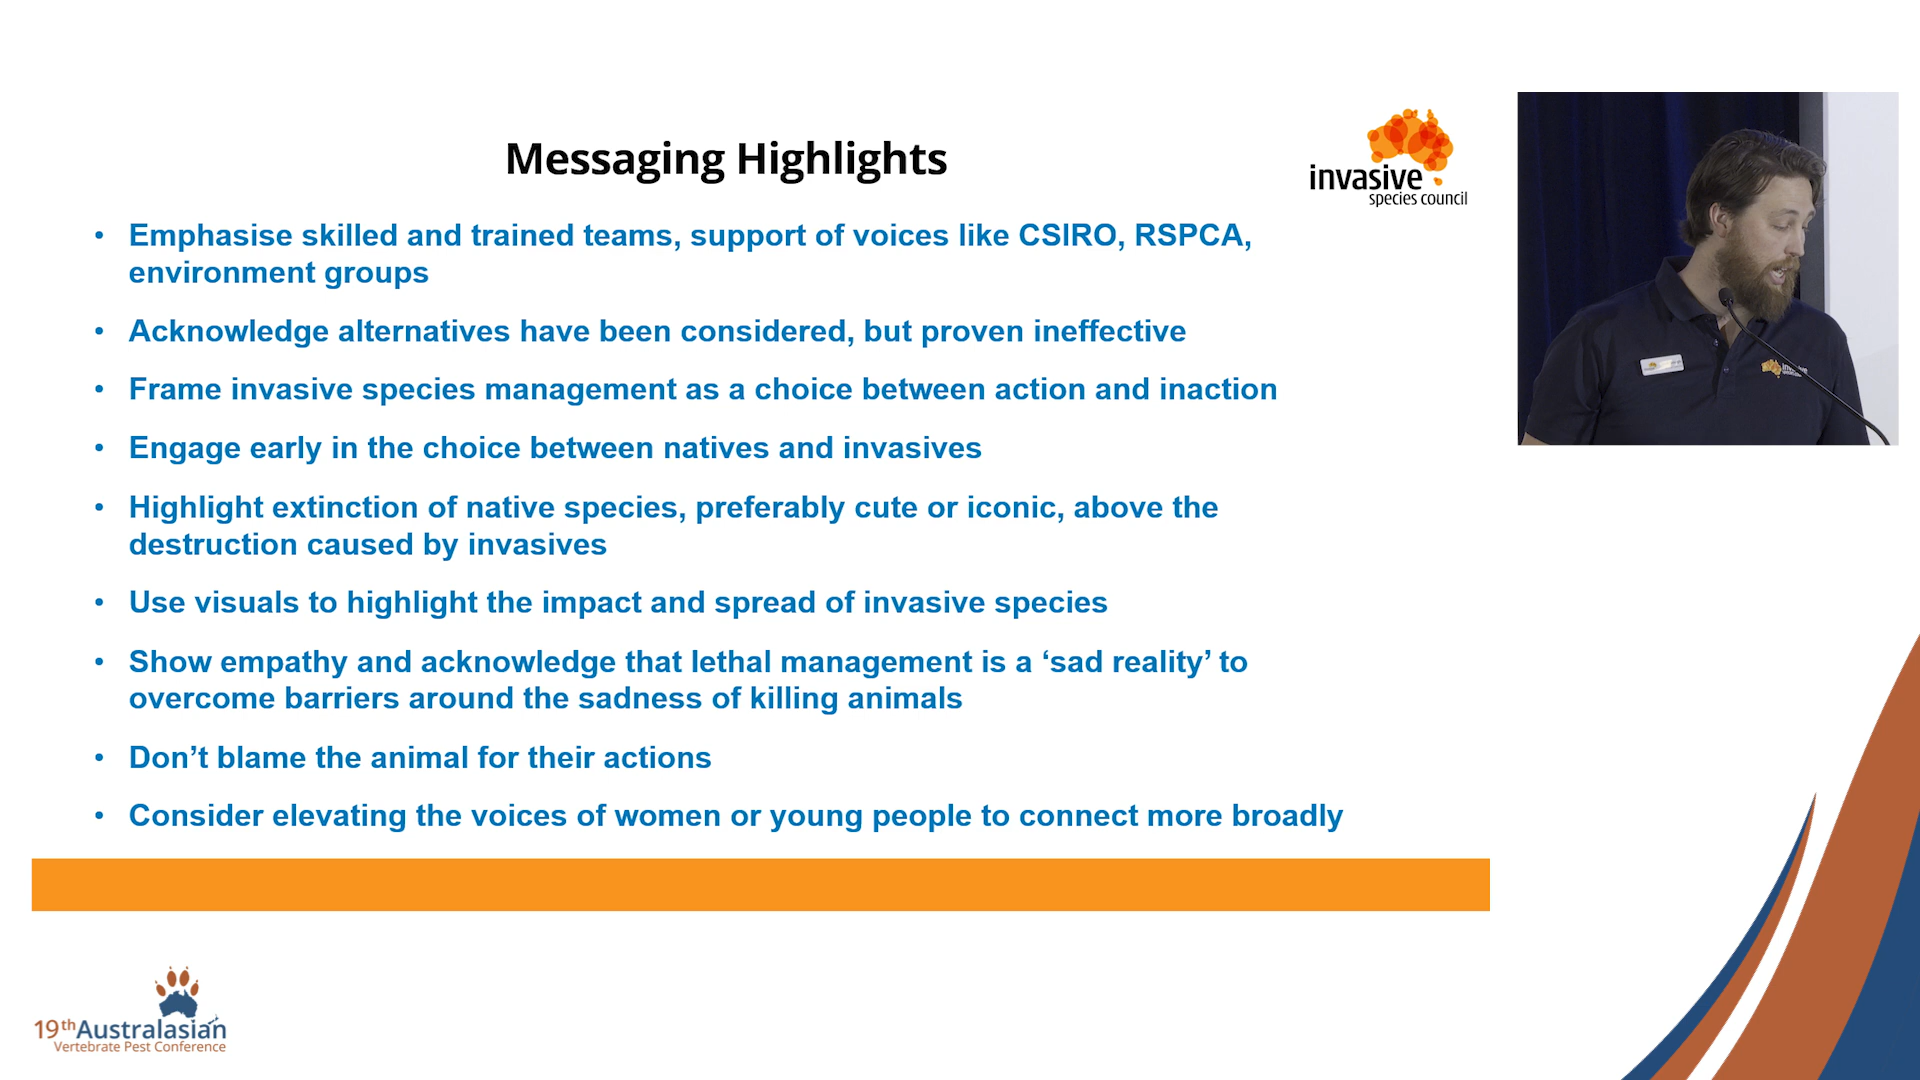 Messaging Highlights
invasive
species council
• Emphasise skilled and trained teams, support of voices like CSIRO, RSPCA,
environment groups
• Acknowledge alternatives have been considered, but proven ineffective
• Frame invasive species management as a choice between action and inaction
• Engage early in the choice between natives and invasives
• Highlight extinction of native species, preferably cute or iconic, above the
destruction caused by invasives
• Use visuals to highlight the impact and spread of invasive species
• Show empathy and acknowledge that lethal management is a ‘sad reality’ to
overcome barriers around the sadness of killing animals
• Don’t blame the animal for their actions
• Consider elevating the voices of women or young people to connect more broadly
19th Australasian
Vertebrate Pest Conference